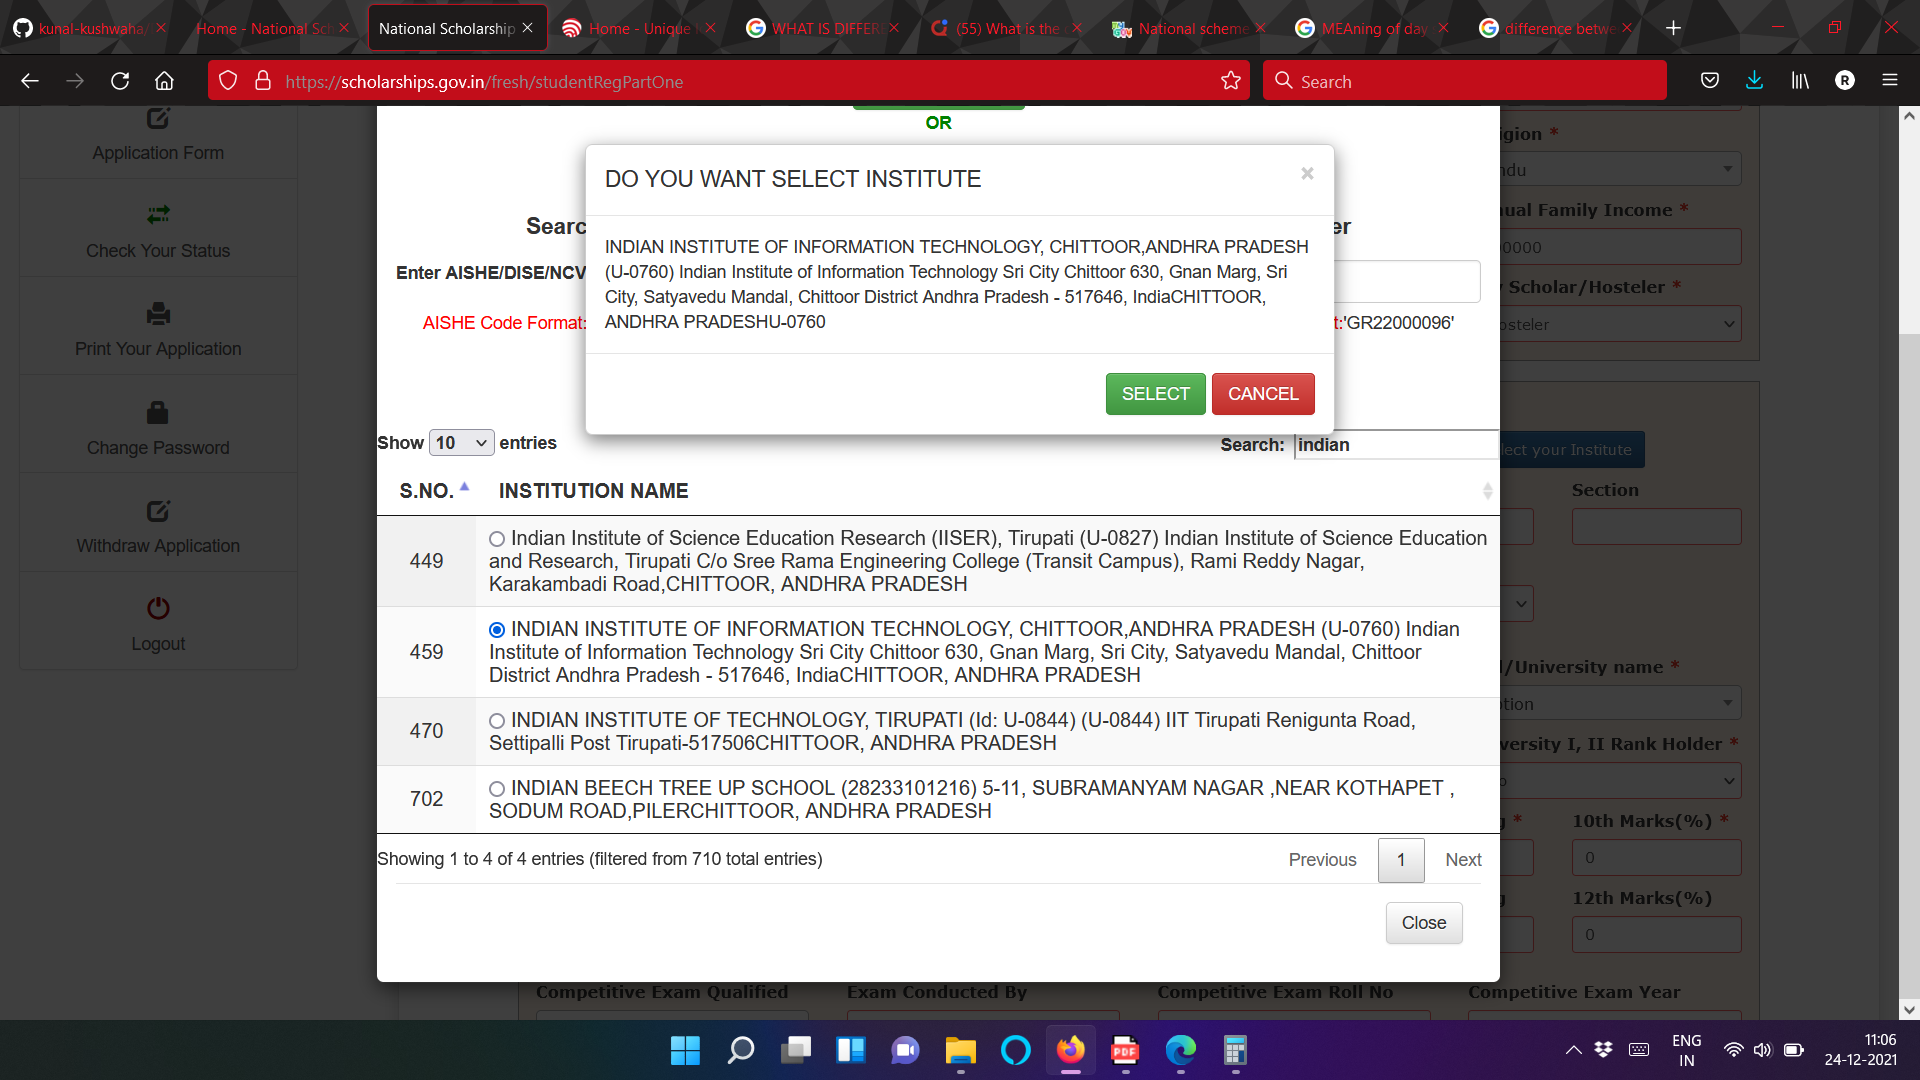 kunal-kushwaha/
Home - National Sch
National Scholarship
Home - Unique
WHAT IS DIFFER
(55) What is the
National scheme
MEAning of day
difference betwe
https://scholarships.gov.in/fresh/studentRegPartOne
Search
R
Application Form
Check Your Status
Print Your Application
Change Password
Withdraw Application
Logout
OR
DO YOU WANT SELECT INSTITUTE
×
INDIAN INSTITUTE OF INFORMATION TECHNOLOGY, CHITTOOR,ANDHRA PRADESH
(U-0760) Indian Institute of Information Technology Sri City Chittoor 630, Gnan Marg, Sri
City, Satyavedu Mandal, Chittoor District Andhra Pradesh - 517646, IndiaCHITTOOR,
ANDHRA PRADESHU-0760
SELECT CANCEL
Searc
er
Enter AISHE/DISE/NCV
AISHE Code Format:
t:'GR22000096'
Show 10 entries
Search: indian
S.NO. INSTITUTION NAME
449 Indian Institute of Science Education Research (IISER), Tirupati (U-0827) Indian Institute of Science Education
and Research, Tirupati C/o Sree Rama Engineering College (Transit Campus), Rami Reddy Nagar,
Karakambadi Road,CHITTOOR, ANDHRA PRADESH
459 INDIAN INSTITUTE OF INFORMATION TECHNOLOGY, CHITTOOR,ANDHRA PRADESH (U-0760) Indian
Institute of Information Technology Sri City Chittoor 630, Gnan Marg, Sri City, Satyavedu Mandal, Chittoor
District Andhra Pradesh - 517646, IndiaCHITTOOR, ANDHRA PRADESH
470 INDIAN INSTITUTE OF TECHNOLOGY, TIRUPATI (Id: U-0844) (U-0844) IIT Tirupati Renigunta Road,
Settipalli Post Tirupati-517506CHITTOOR, ANDHRA PRADESH
702 INDIAN BEECH TREE UP SCHOOL (28233101216) 5-11, SUBRAMANYAM NAGAR ,NEAR KOTHAPET ,
SODUM ROAD,PILERCHITTOOR, ANDHRA PRADESH
Showing 1 to 4 of 4 entries (filtered from 710 total entries)
Previous 1 Next
Close
igion *
ndu
ual Family Income *
0000
Scholar/Hosteler *
osteler
lect your Institute
Section
l/University name *
tion
versity I, II Rank Holder *
o
g *
10th Marks(%) *
0
g
12th Marks(%)
0
Competitive Exam Qualified
Exam Conducted By
Competitive Exam Roll No
Competitive Exam Year
PDF
ENG
IN
11:06
24-12-2021